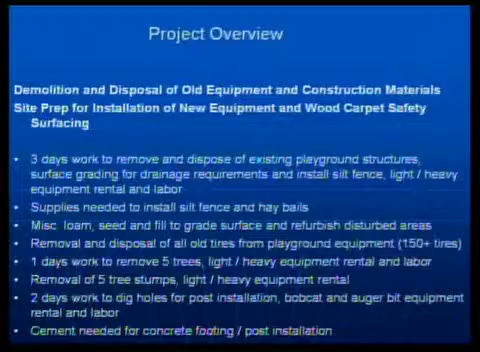 Project Overview
Demolition and Disposal of Old Equipment and Construction Materials
Site Prep for Installation of New Equipment and Wood Carpet Safety
Surfacing
• 3 days work to remove and dispose of existing playground structures,
surface grading for drainage requirements and install silt fence, light / heavy
equipment rental and labor
• Supplies needed to install silt fence and hay bails
• Misc. loam, seed and fill to grade surface and refurbish disturbed areas
• Removal and disposal of all old tires from playground equipment (150+ tires)
• 1 days work to remove 5 trees, light / heavy equipment rental and labor
• Removal of 5 tree stumps, light / heavy equipment rental
• 2 days work to dig holes for post installation, bobcat and auger bit equipment
rental and labor
• Cement needed for concrete footing / post installation